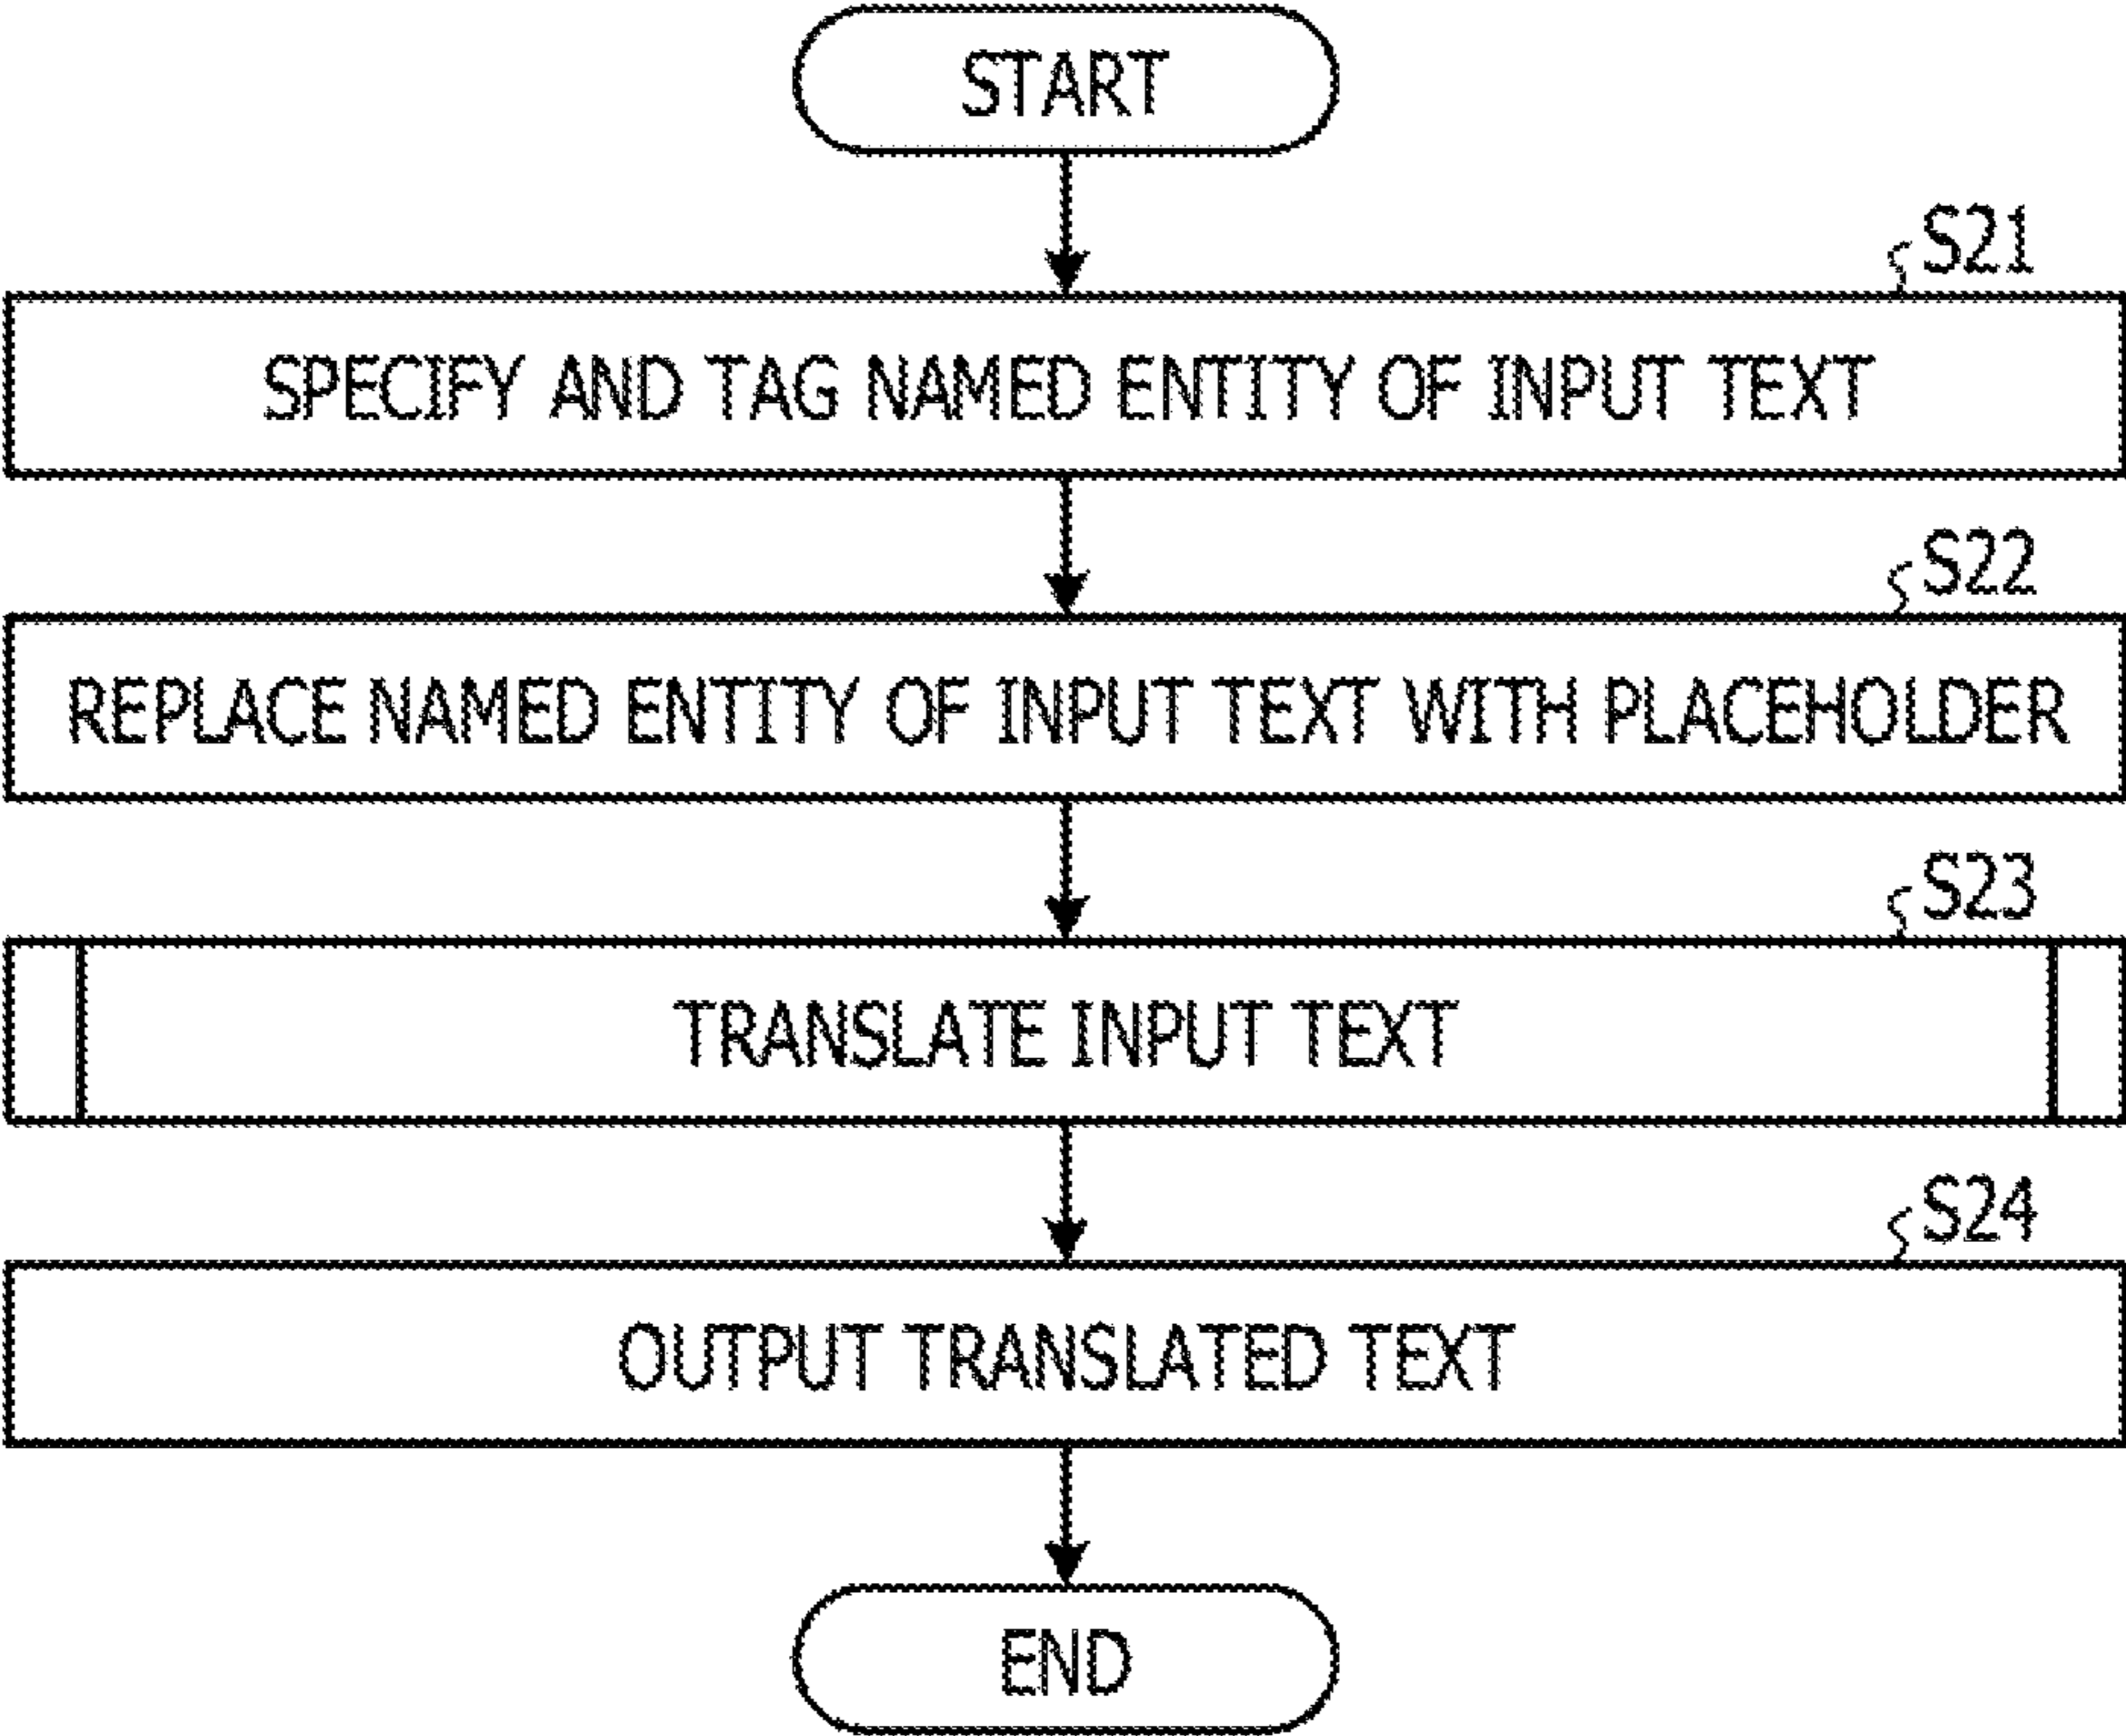 START
S21
SPECIFY AND TAG NAMED ENTITY OF INPUT TEXT
S22
REPLACE NAMED ENTITY OF INPUT TEXT WITH PLACEHOLDER
S23
TRANSLATE INPUT TEXT
S24
OUTPUT TRANSLATED TEXT
END